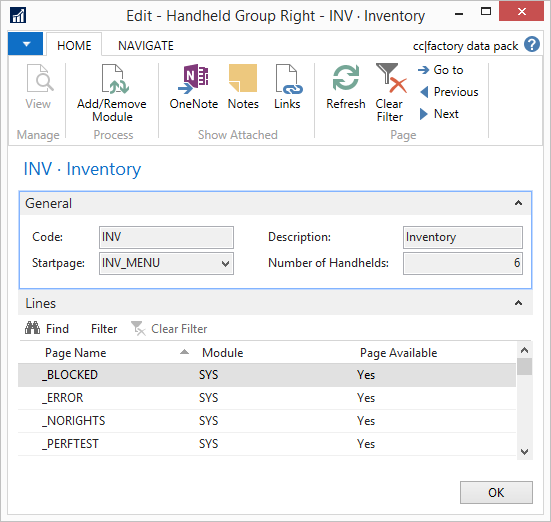 Edit - Handheld Group Right - INV · Inventory
HOME NAVIGATE cc|factory data pack ?
View Add/Remove Module OneNote Notes Links Refresh Clear Filter Go to Previous Next
Manage Process Show Attached Page
INV · Inventory
General
Code: INV Description: Inventory
Startpage: INV_MENU Number of Handhelds: 6
Lines
Find Filter Clear Filter
Page Name Module Page Available
_BLOCKED SYS Yes
_ERROR SYS Yes
_NORIGHTS SYS Yes
_PERFTEST SYS Yes
OK